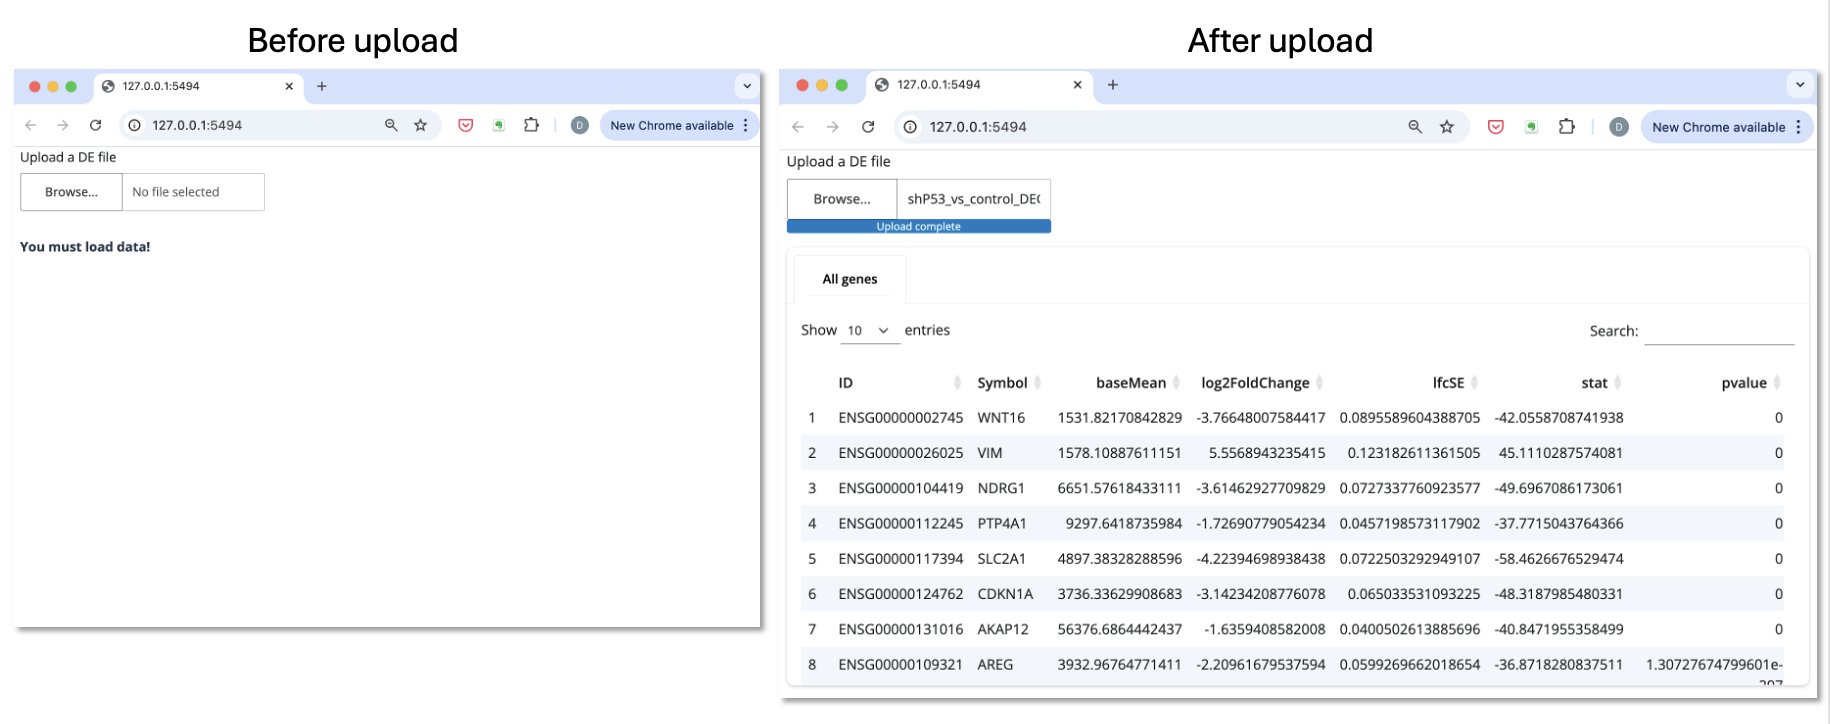 Before upload
127.0.0.1:5494
127.0.0.1:5494
D
New Chrome available
Upload a DE file
Browse... No file selected
You must load data!
After upload
127.0.0.1:5494
127.0.0.1:5494
D
New Chrome available
Upload a DE file
Browse... shP53_vs_control_DE
Upload complete
All genes
Show 10 entries Search:
ID Symbol baseMean log2FoldChange lfcSE stat pvalue
1 ENSG00000002745 WNT16 1531.82170842829 -3.76648007584417 0.0895589604388705 -42.0558708741938 0
2 ENSG00000026025 VIM 1578.10887611151 5.5568943235415 0.123182611361505 45.1110287574081 0
3 ENSG00000104419 NDRG1 6651.57618433111 -3.61462927709829 0.0727337760923577 -49.6967086173061 0
4 ENSG00000112245 PTP4A1 9297.6418735984 -1.72690779054234 0.0457198573117902 -37.7715043764366 0
5 ENSG00000117394 SLC2A1 4897.38328288596 -4.22394698938438 0.0722503292949107 -58.4626676529474 0
6 ENSG00000124762 CDKN1A 3736.33629908683 -3.14234208776078 0.065033531093225 -48.3187985480331 0
7 ENSG00000131016 AKAP12 56376.6864442437 -1.6359408582008 0.0400502613885696 -40.8471955358499 0
8 ENSG00000109321 AREG 3932.96764771411 -2.20961679537594 0.0599269662018654 -36.8718280837511 1.30727674799601e-